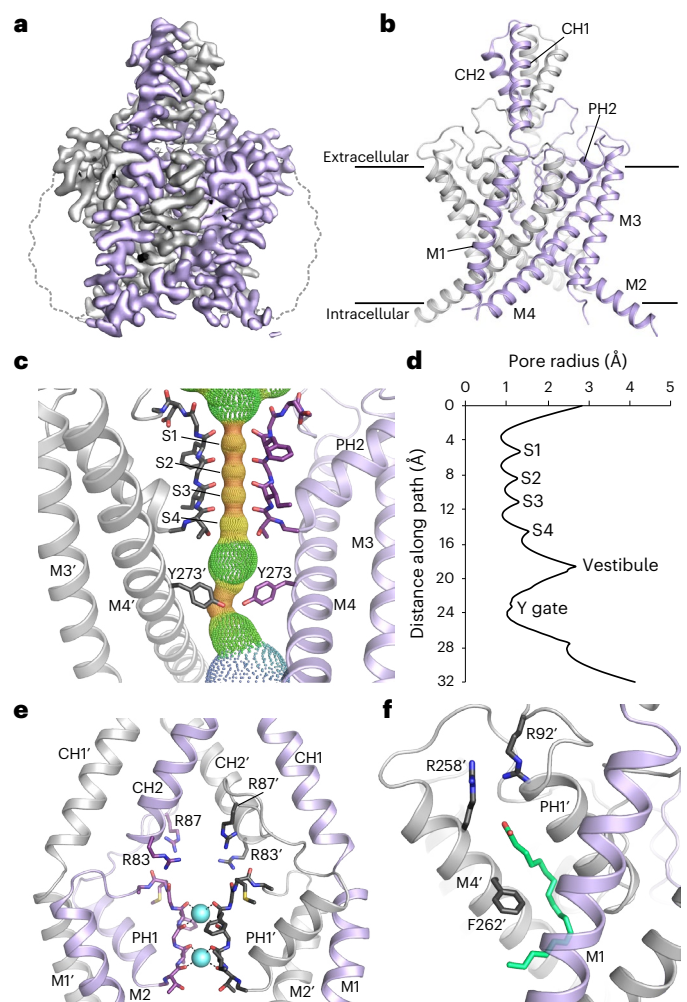 a
b
CH1
CH2
PH2
Extracellular
M3
M1
M2
Intracellular
M4
c
d
Pore radius (Å)
0 1 2 3 4 5
0
4
8
12
16
20
24
28
32
Distance along path (Å)
S1
S2
S3
S4
Vestibule
Y gate
S1
S2
S3
S4
PH2
M3′
Y273′
Y273
M3
M4′
M4
e
f
CH1′
CH2′
CH1
CH2
R87′
R87
R83
R83′
PH1
PH1′
M1′
M2
M2′
M1
R92′
R258′
PH1′
M4′
F262′
M1